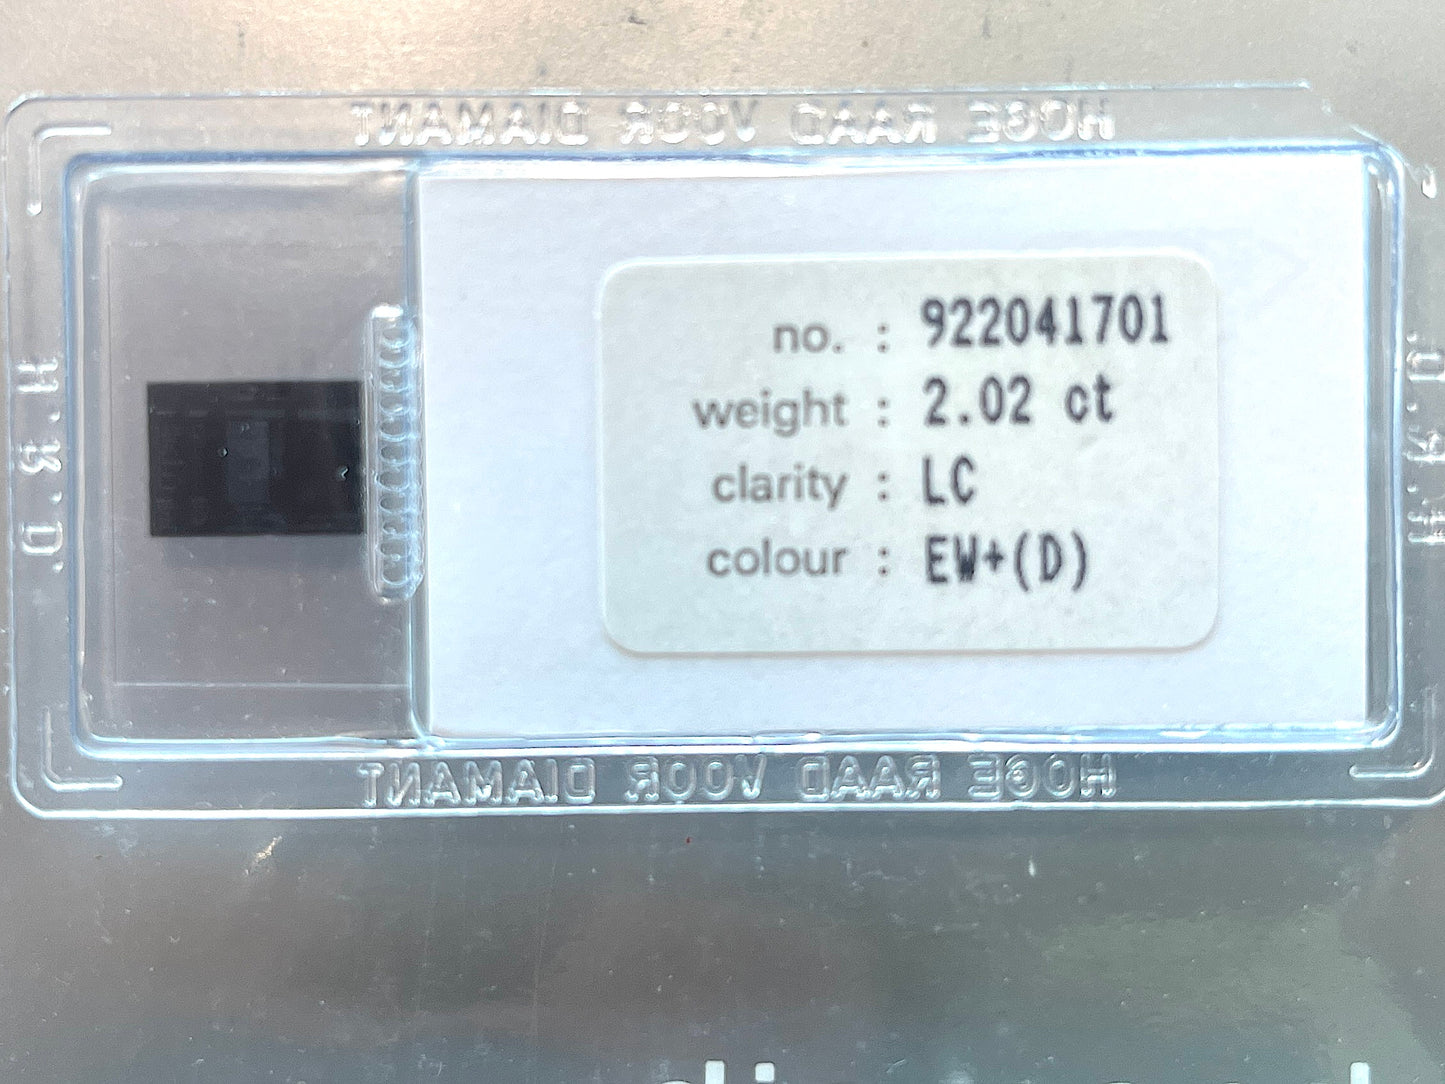 HOGE RAAD VOOR DIAMANT
no. : 922041701
weight : 2.02 ct
clarity : LC
colour : EW+(D)
H.R.D.
H.R.D.
HOGE RAAD VOOR DIAMANT